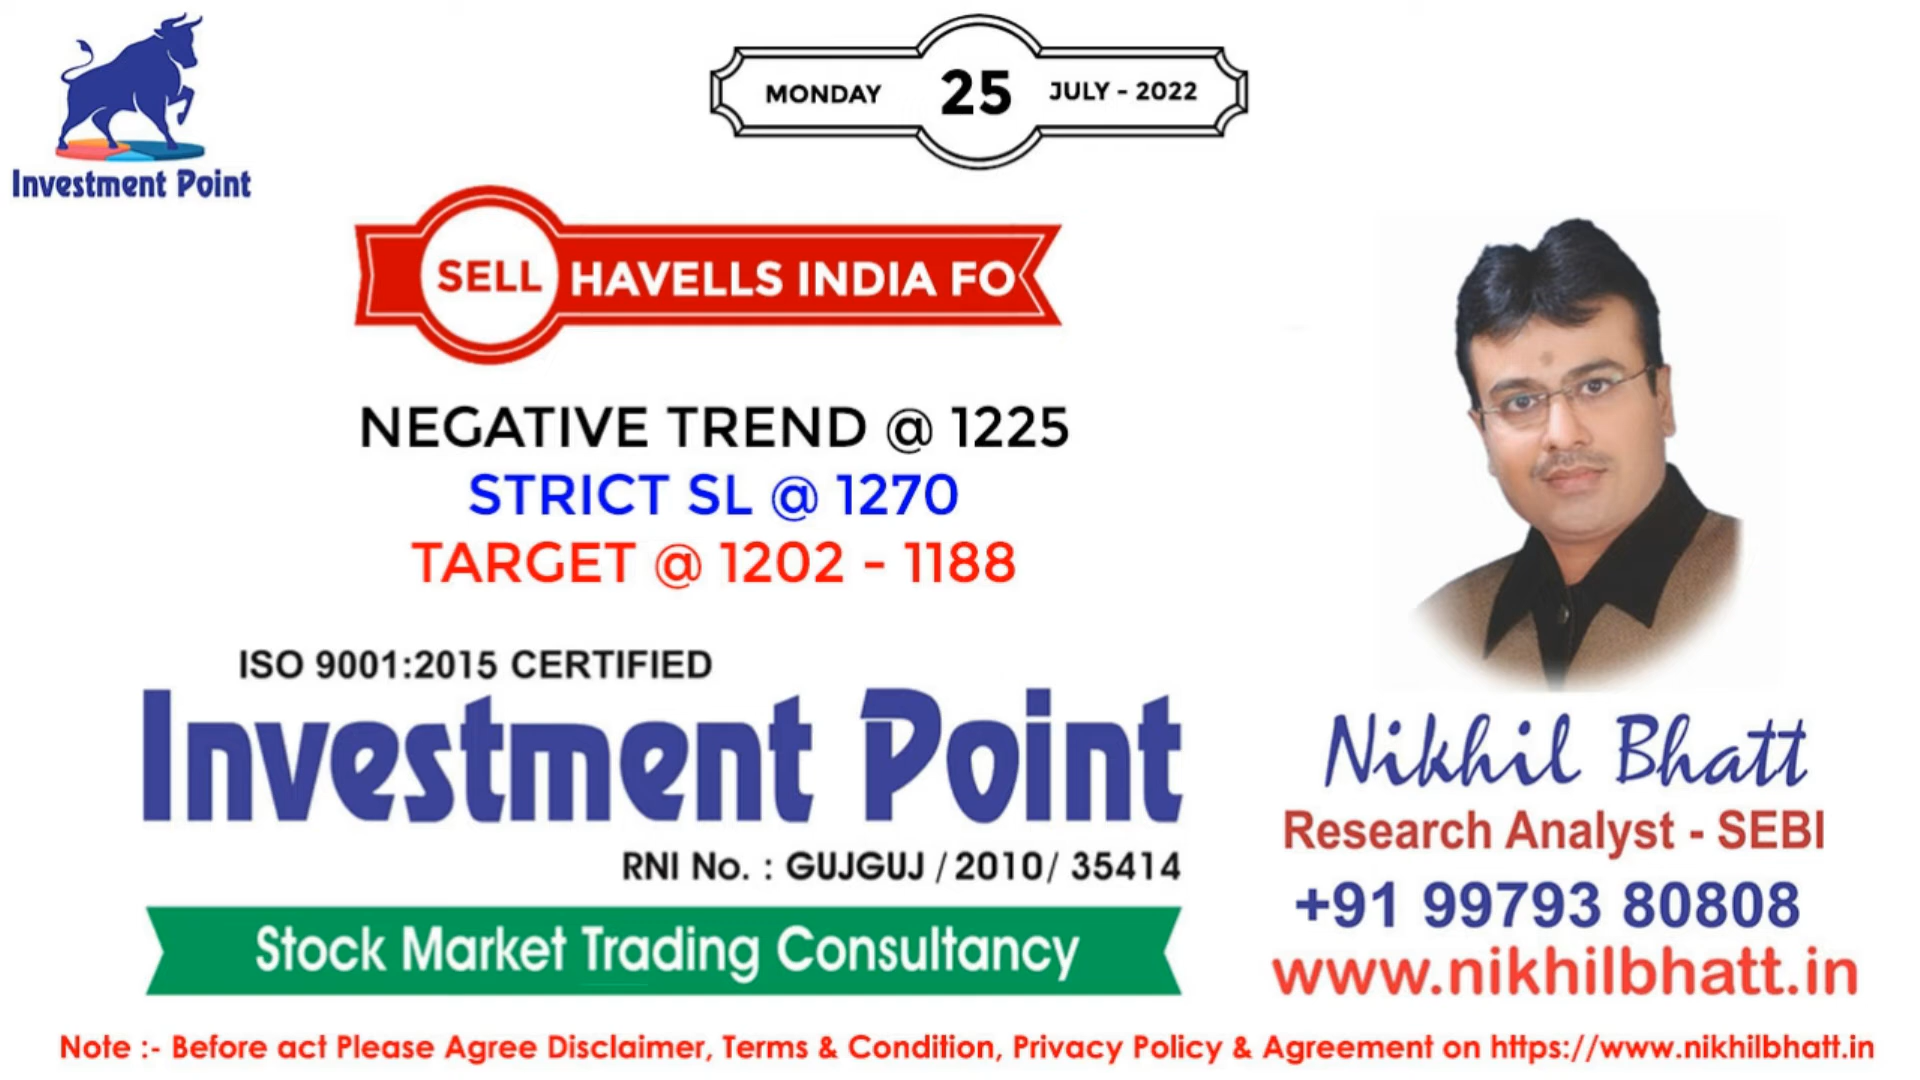 Investment Point
MONDAY 25 JULY - 2022
SELL HAVELLS INDIA FO
NEGATIVE TREND @ 1225
STRICT SL @ 1270
TARGET @ 1202 - 1188
ISO 9001:2015 CERTIFIED
Investment Point
RNI No. : GUJGUJ / 2010/ 35414
Stock Market Trading Consultancy
Nikhil Bhatt
Research Analyst - SEBI
+91 99793 80808
www.nikhilbhatt.in
Note :- Before act Please Agree Disclaimer, Terms & Condition, Privacy Policy & Agreement on https://www.nikhilbhatt.in